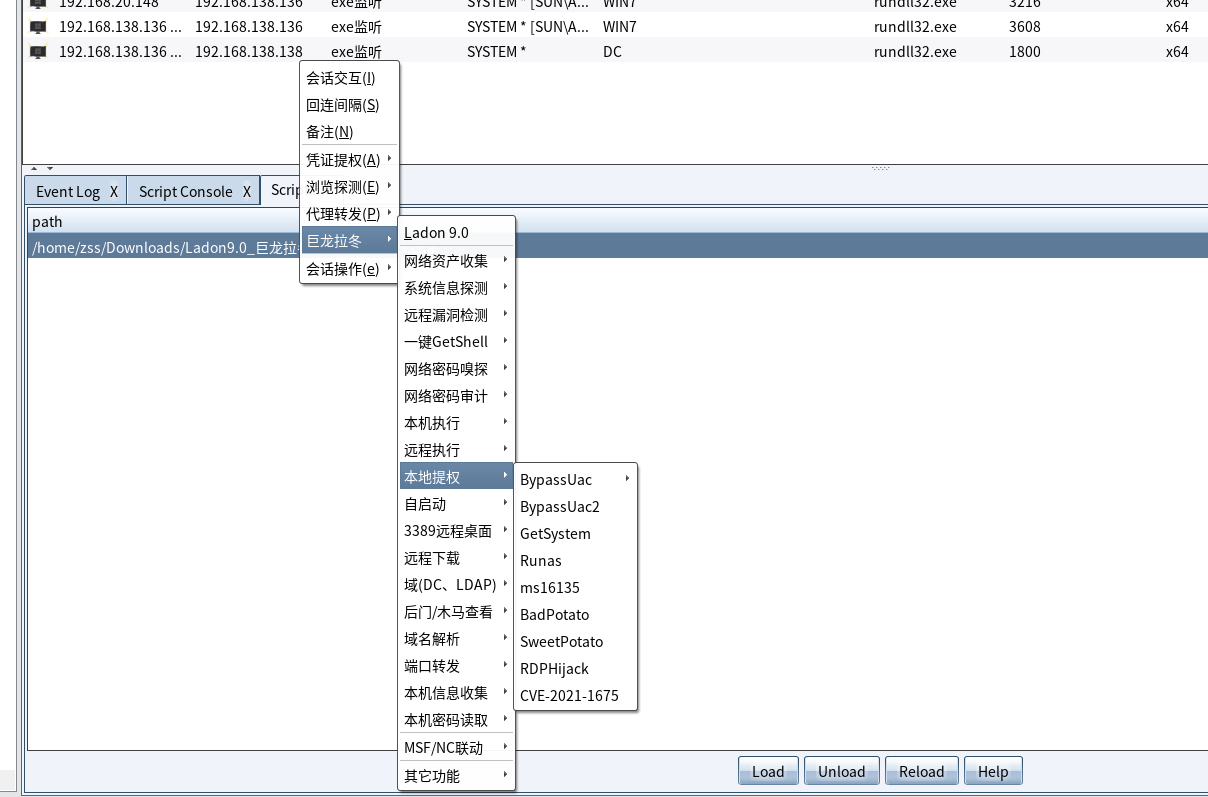 192.168.20.148 192.168.138.136 exe监听 SYSTEM * [SUN\A... WIN7 rundll32.exe 3216 x64
192.168.138.136 ... 192.168.138.136 exe监听 SYSTEM * [SUN\A... WIN7 rundll32.exe 3608 x64
192.168.138.136 ... 192.168.138.138 exe监听 SYSTEM * DC rundll32.exe 1800 x64
会话交互(I)
回连间隔(S)
备注(N)
凭证提权(A)
浏览探测(E)
代理转发(P)
巨龙拉冬
会话操作(e)
Event Log X Script Console X Scrip
path
/home/zss/Downloads/Ladon9.0_巨龙拉
Ladon 9.0
网络资产收集
系统信息探测
远程漏洞检测
一键GetShell
网络密码嗅探
网络密码审计
本机执行
远程执行
本地提权
自启动
3389远程桌面
远程下载
域(DC、LDAP)
后门/木马查看
域名解析
端口转发
本机信息收集
本机密码读取
MSF/NC联动
其它功能
BypassUac
BypassUac2
GetSystem
Runas
ms16135
BadPotato
SweetPotato
RDPHijack
CVE-2021-1675
Load Unload Reload Help